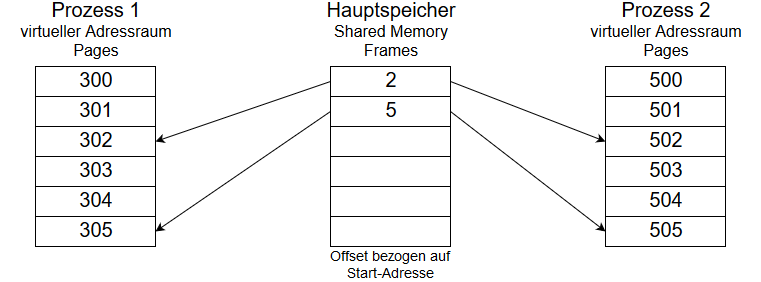 Prozess 1
virtueller Adressraum
Pages
300
301
302
303
304
305
Hauptspeicher
Shared Memory
Frames
2
5
Offset bezogen auf
Start-Adresse
Prozess 2
virtueller Adressraum
Pages
500
501
502
503
504
505